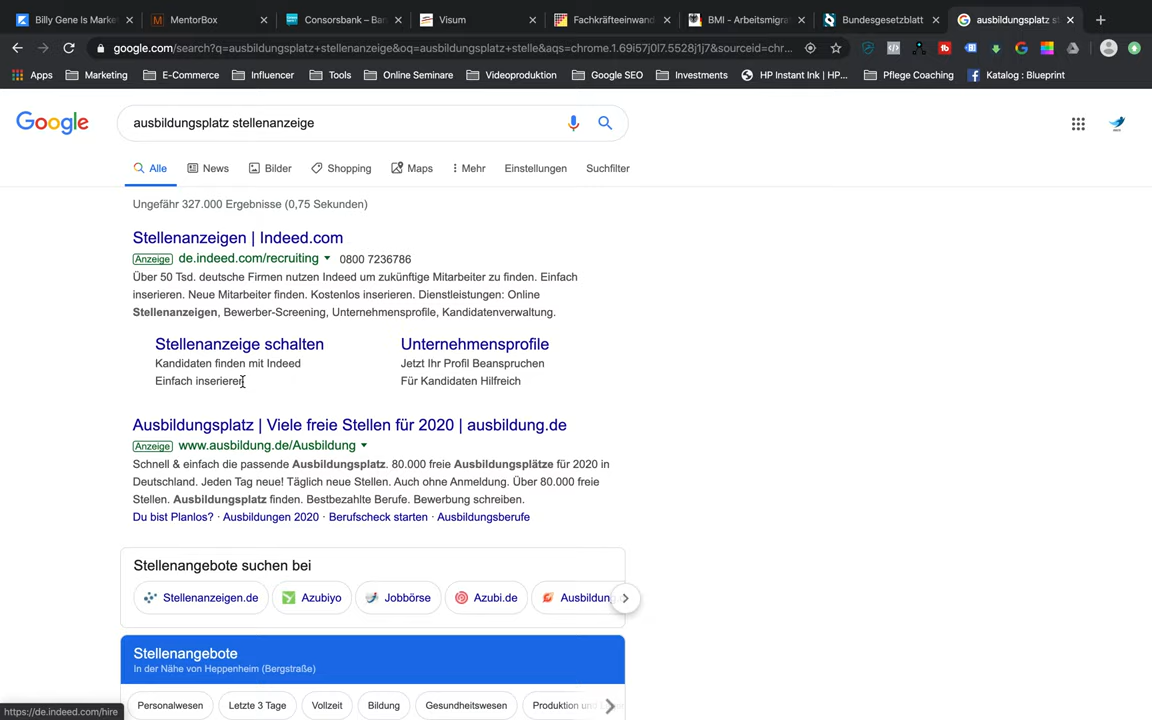 Billy Gene Is Market
MentorBox
Consorsbank – Ban
Visum
Fachkräfteeinwand
BMI - Arbeitsmigra
Bundesgesetzblatt
ausbildungsplatz st
google.com/search?q=ausbildungsplatz+stellenanzeige&oq=ausbildungsplatz+stelle&aqs=chrome.1.69i57j0l7.5528j1j7&sourceid=chr...
Apps
Marketing
E-Commerce
Influencer
Tools
Online Seminare
Videoproduktion
Google SEO
Investments
HP Instant Ink | HP...
Pflege Coaching
Katalog : Blueprint
Google
ausbildungsplatz stellenanzeige
Alle
News
Bilder
Shopping
Maps
Mehr
Einstellungen
Suchfilter
Ungefähr 327.000 Ergebnisse (0,75 Sekunden)
Stellenanzeigen | Indeed.com
Anzeige de.indeed.com/recruiting 0800 7236786
Über 50 Tsd. deutsche Firmen nutzen Indeed um zukünftige Mitarbeiter zu finden. Einfach
inserieren. Neue Mitarbeiter finden. Kostenlos inserieren. Dienstleistungen: Online
Stellenanzeigen, Bewerber-Screening, Unternehmensprofile, Kandidatenverwaltung.
Stellenanzeige schalten
Kandidaten finden mit Indeed
Einfach inserieren
Unternehmensprofile
Jetzt Ihr Profil Beanspruchen
Für Kandidaten Hilfreich
Ausbildungsplatz | Viele freie Stellen für 2020 | ausbildung.de
Anzeige www.ausbildung.de/Ausbildung
Schnell & einfach die passende Ausbildungsplatz. 80.000 freie Ausbildungsplätze für 2020 in
Deutschland. Jeden Tag neue! Täglich neue Stellen. Auch ohne Anmeldung. Über 80.000 freie
Stellen. Ausbildungsplatz finden. Bestbezahlte Berufe. Bewerbung schreiben.
Du bist Planlos? · Ausbildungen 2020 · Berufscheck starten · Ausbildungsberufe
Stellenangebote suchen bei
Stellenanzeigen.de
Azubiyo
Jobbörse
Azubi.de
Ausbildun
Stellenangebote
In der Nähe von Heppenheim (Bergstraße)
Personalwesen
Letzte 3 Tage
Vollzeit
Bildung
Gesundheitswesen
Produktion un
https://de.indeed.com/hire